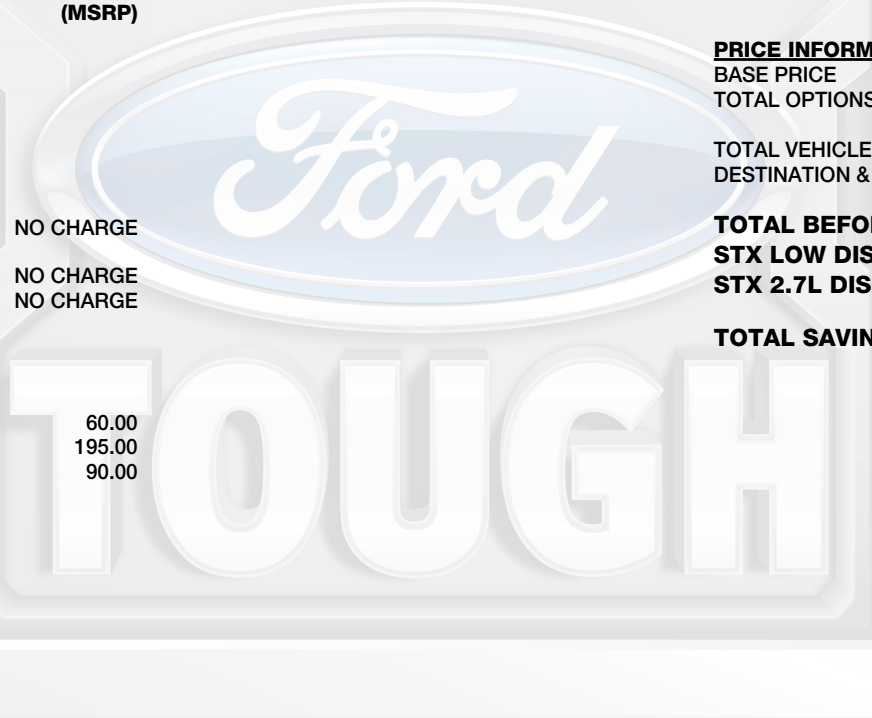 (MSRP)
NO CHARGE
NO CHARGE
NO CHARGE
60.00
195.00
90.00
PRICE INFORM
BASE PRICE
TOTAL OPTIONS
TOTAL VEHICLE
DESTINATION &
TOTAL BEFO
STX LOW DIS
STX 2.7L DIS
TOTAL SAVIN
Ford
TOUGH